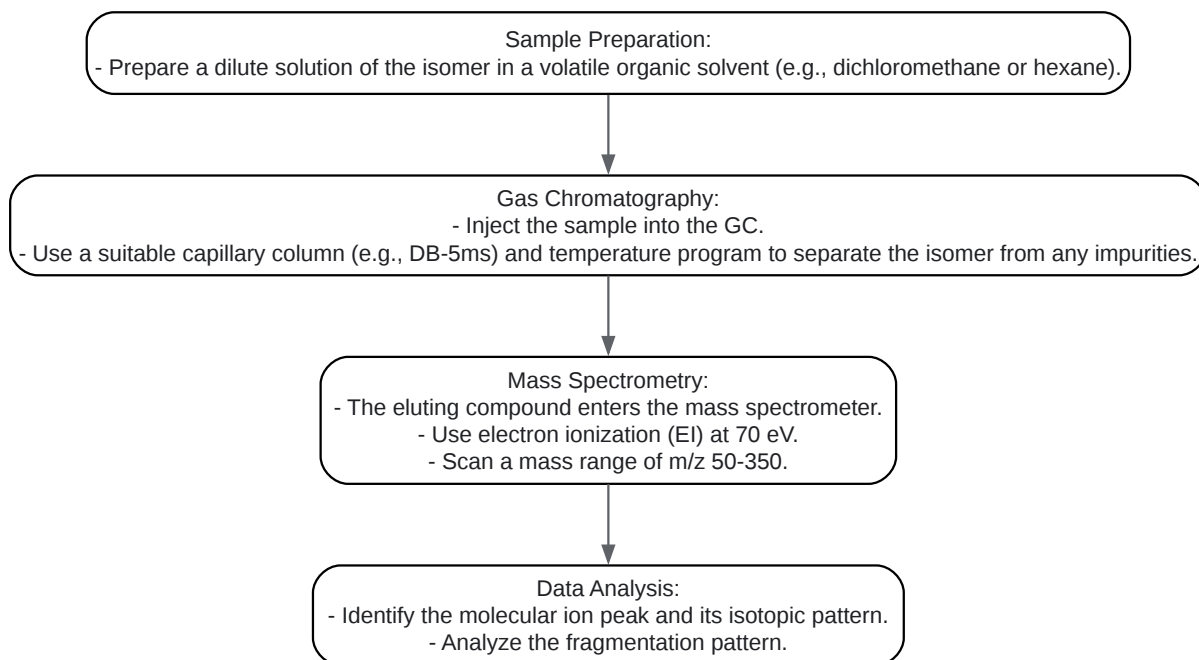 Sample Preparation:
- Prepare a dilute solution of the isomer in a volatile organic solvent (e.g., dichloromethane or hexane).
Gas Chromatography:
- Inject the sample into the GC.
- Use a suitable capillary column (e.g., DB-5ms) and temperature program to separate the isomer from any impurities.
Mass Spectrometry:
- The eluting compound enters the mass spectrometer.
- Use electron ionization (EI) at 70 eV.
- Scan a mass range of m/z 50-350.
Data Analysis:
- Identify the molecular ion peak and its isotopic pattern.
- Analyze the fragmentation pattern.